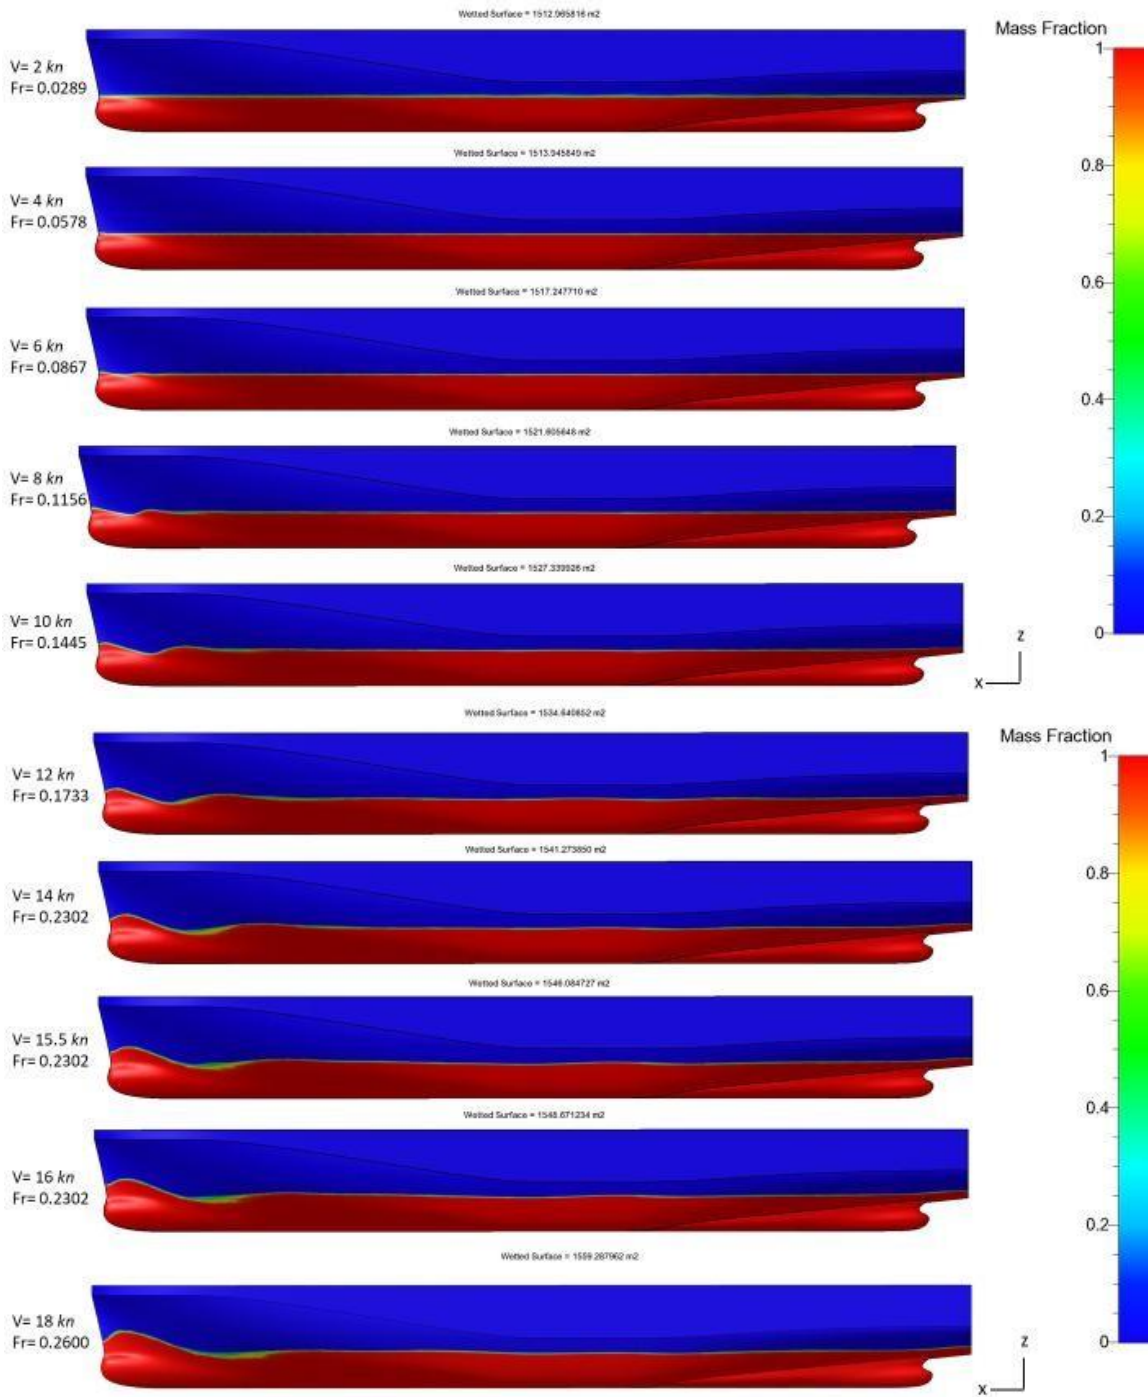 Wetted Surface = 1512.965816 m2
Mass Fraction
V= 2 kn
Fr= 0.0289
1
0.8
0.6
0.4
0.2
0
Wetted Surface = 1513.945849 m2
V= 4 kn
Fr= 0.0578
Wetted Surface = 1517.247710 m2
V= 6 kn
Fr= 0.0867
Wetted Surface = 1521.605648 m2
V= 8 kn
Fr= 0.1156
Wetted Surface = 1527.339926 m2
V= 10 kn
Fr= 0.1445
Z
X
Wetted Surface = 1534.640852 m2
Mass Fraction
V= 12 kn
Fr= 0.1733
1
0.8
0.6
0.4
0.2
0
Wetted Surface = 1541.273850 m2
V= 14 kn
Fr= 0.2302
Wetted Surface = 1546.084727 m2
V= 15.5 kn
Fr= 0.2302
Wetted Surface = 1548.671234 m2
V= 16 kn
Fr= 0.2302
Wetted Surface = 1559.287962 m2
V= 18 kn
Fr= 0.2600
Z
X